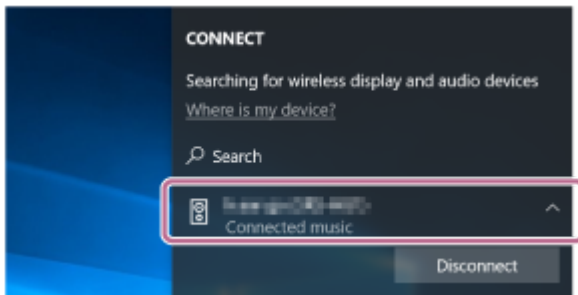 CONNECT
Searching for wireless display and audio devices
Where is my device?
Search
Connected music
Disconnect